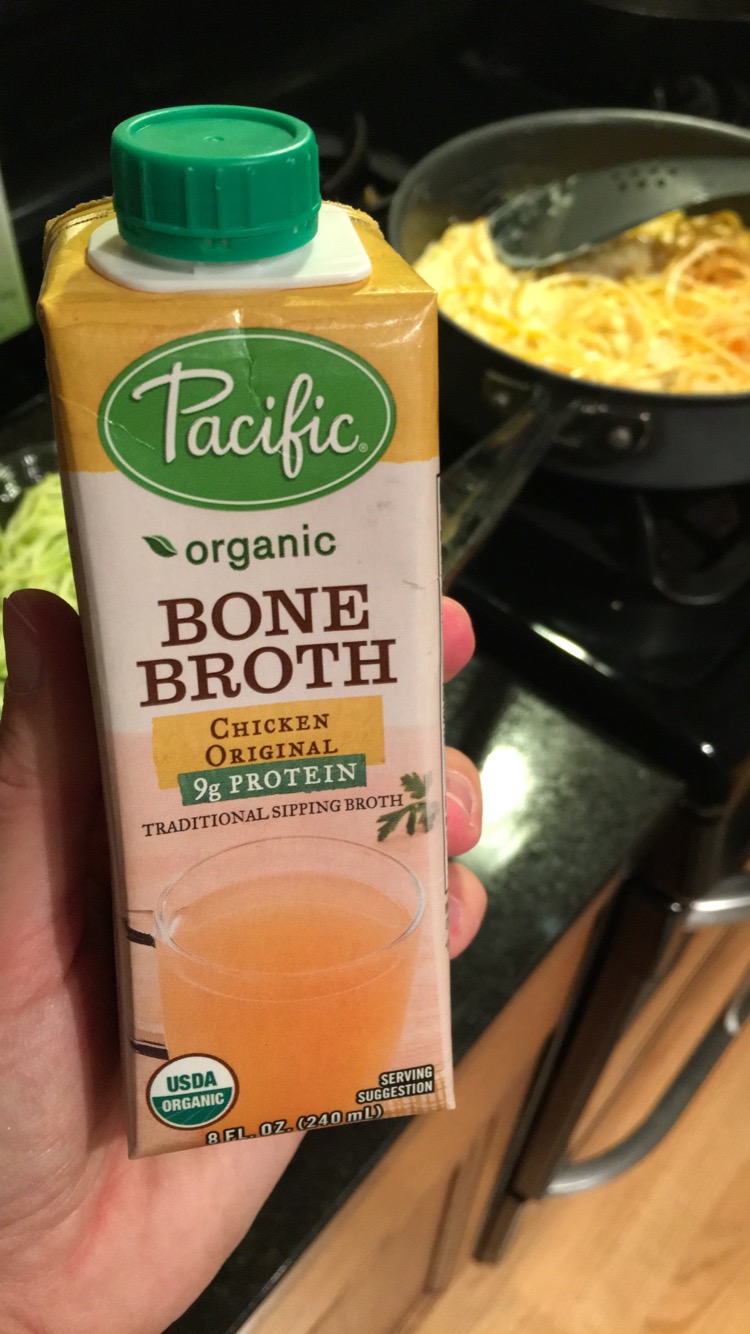 Pacific®
organic
BONE
BROTH
CHICKEN
ORIGINAL
9g PROTEIN
TRADITIONAL SIPPING BROTH
USDA
ORGANIC
SERVING
SUGGESTION
8 FL. OZ. (240 mL)